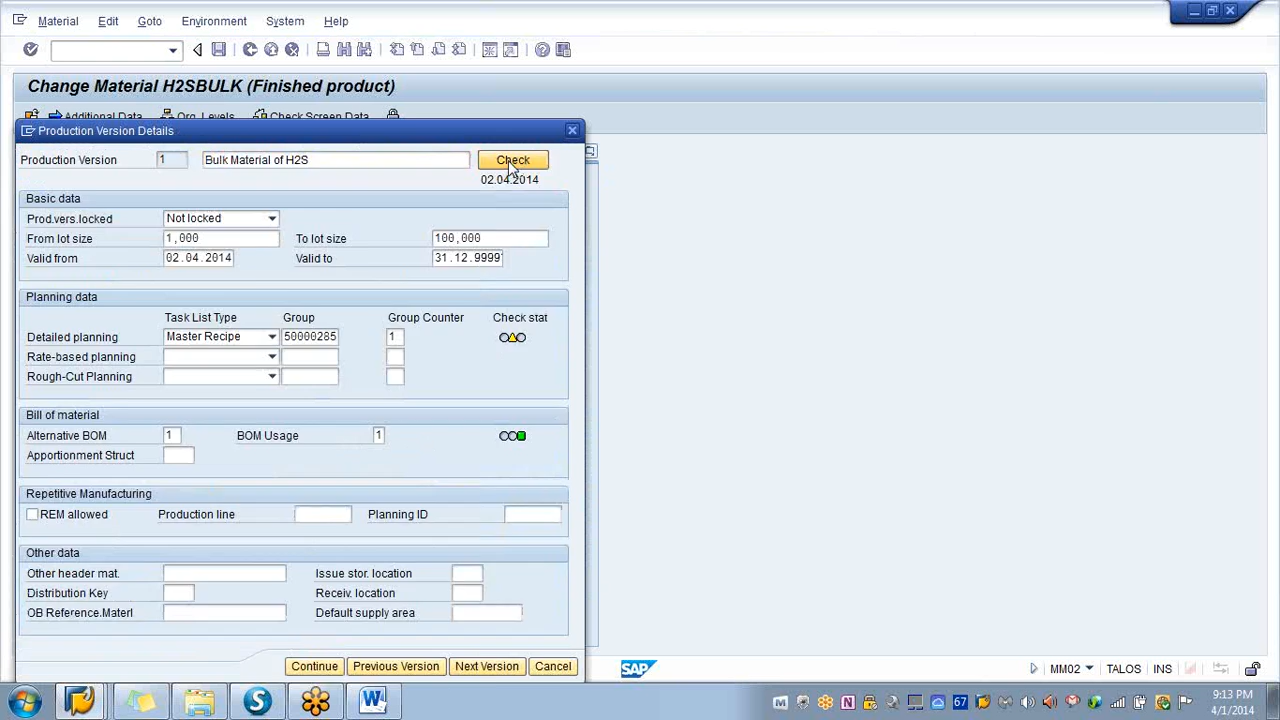 Material Edit Goto Environment System Help
Change Material H2SBULK (Finished product)
Additional Data Org. Levels Check Screen Data
Production Version Details
Production Version 1 Bulk Material of H2S Check
02.04.2014
Basic data
Prod.vers.locked Not locked
From lot size 1,000 To lot size 100,000
Valid from 02.04.2014 Valid to 31.12.9999
Planning data
Task List Type Group Group Counter Check stat
Detailed planning Master Recipe 50000285 1
Rate-based planning
Rough-Cut Planning
Bill of material
Alternative BOM 1 BOM Usage 1
Apportionment Struct
Repetitive Manufacturing
REM allowed Production line Planning ID
Other data
Other header mat. Issue stor. location
Distribution Key Receiv. location
OB Reference.Materl Default supply area
Continue Previous Version Next Version Cancel
SAP MM02 TALOS INS
67 9:13 PM
4/1/2014